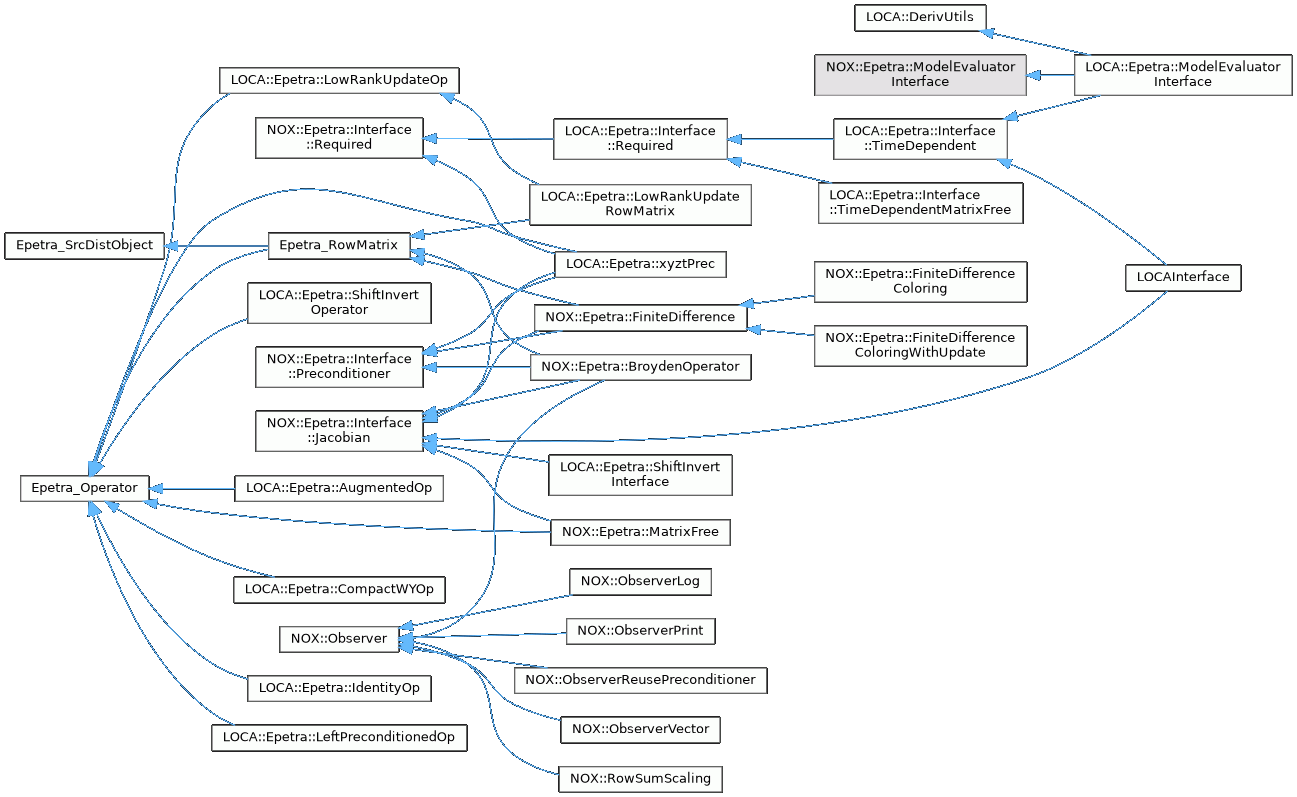 LOCA::DerivUtils
NOX::Epetra::ModelEvaluator
Interface
LOCA::Epetra::ModelEvaluator
Interface
LOCA::Epetra::LowRankUpdateOp
NOX::Epetra::Interface
::Required
LOCA::Epetra::Interface
::Required
LOCA::Epetra::Interface
::TimeDependent
LOCA::Epetra::LowRankUpdate
RowMatrix
LOCA::Epetra::Interface
::TimeDependentMatrixFree
Epetra_SrcDistObject
Epetra_RowMatrix
LOCA::Epetra::xyztPrec
LOCAInterface
NOX::Epetra::FiniteDifference
Coloring
LOCA::Epetra::ShiftInvert
Operator
NOX::Epetra::FiniteDifference
NOX::Epetra::FiniteDifference
ColoringWithUpdate
NOX::Epetra::Interface
::Preconditioner
NOX::Epetra::BroydenOperator
NOX::Epetra::Interface
::Jacobian
LOCA::Epetra::ShiftInvert
Interface
Epetra_Operator
LOCA::Epetra::AugmentedOp
NOX::Epetra::MatrixFree
LOCA::Epetra::CompactWYOp
NOX::ObserverLog
NOX::Observer
NOX::ObserverPrint
NOX::ObserverReusePreconditioner
LOCA::Epetra::IdentityOp
NOX::ObserverVector
LOCA::Epetra::LeftPreconditionedOp
NOX::RowSumScaling